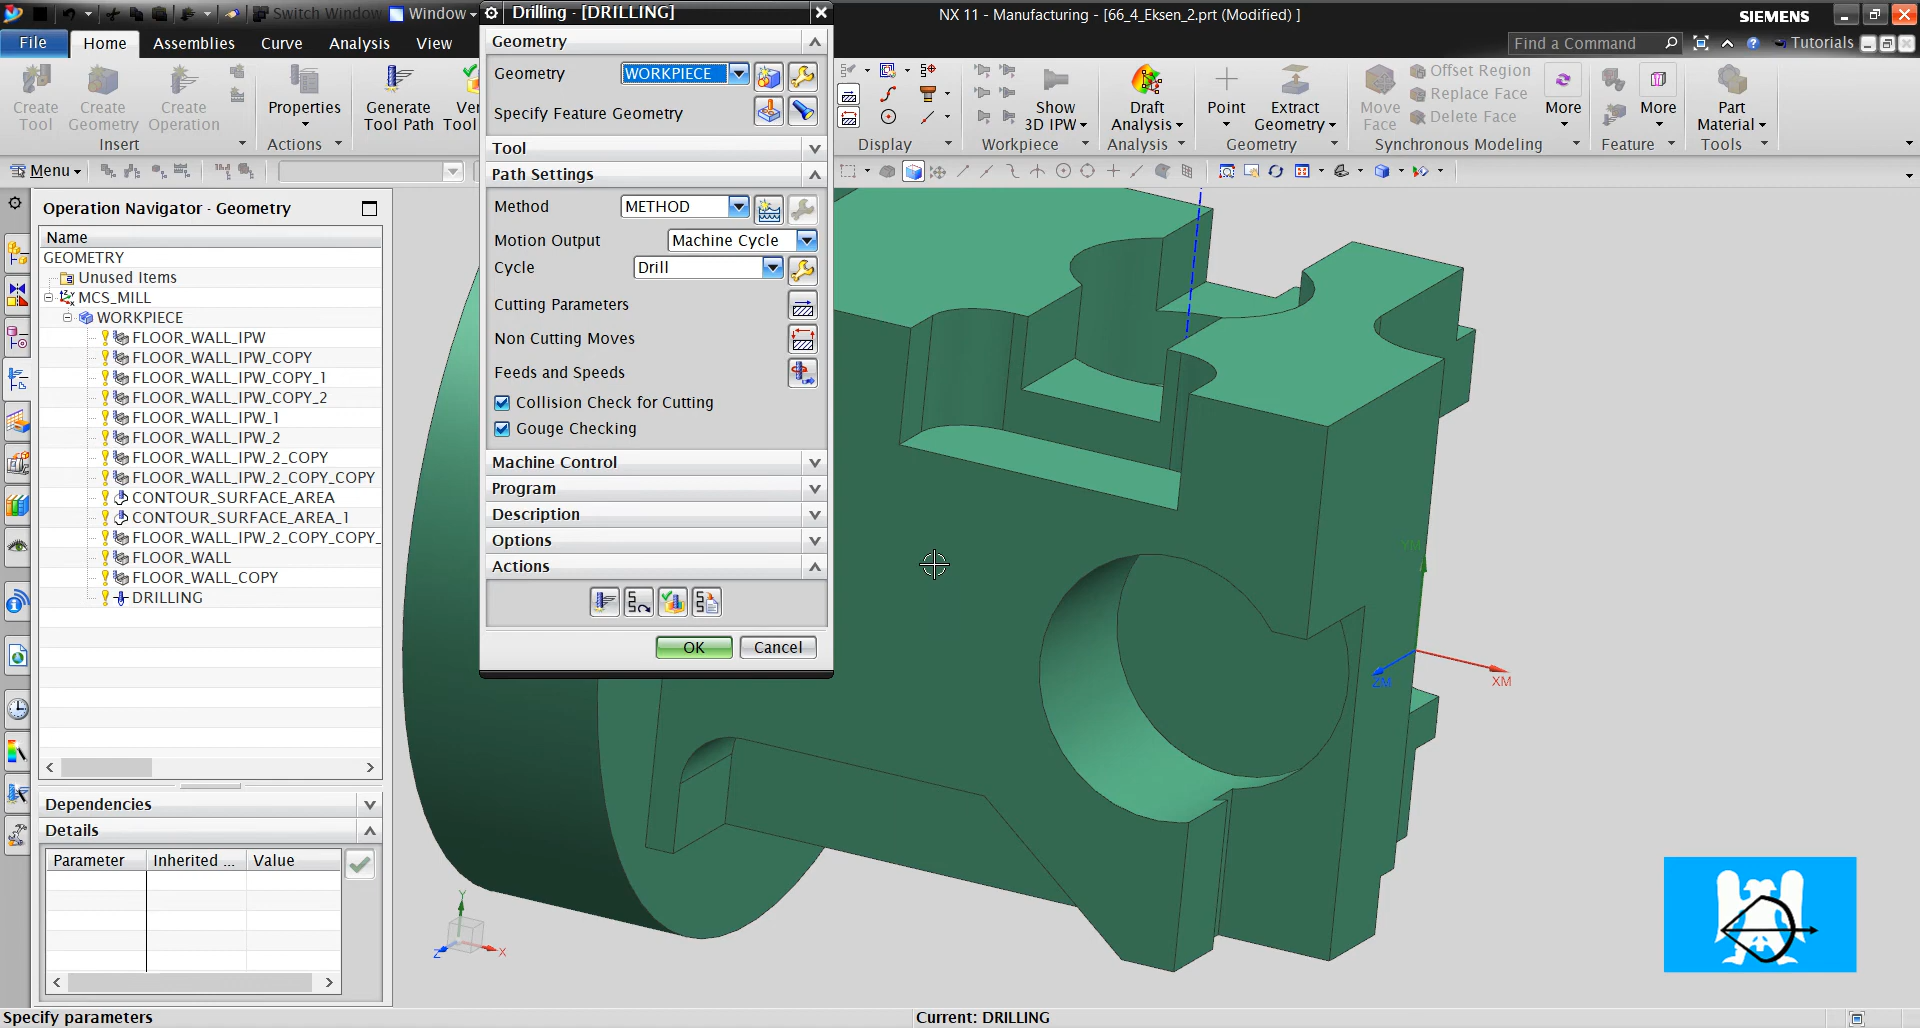 Switch Window
Window
Drilling - [DRILLING]
NX 11 - Manufacturing - [66_4_Eksen_2.prt (Modified) ]
SIEMENS
File
Home
Assemblies
Curve
Analysis
View
Find a Command
Tutorials
Create Tool
Create Geometry
Create Operation
Insert
Properties
Actions
Generate Tool Path
Ver
Tool
Display
Show 3D IPW
Workpiece
Draft Analysis
Analysis
Point
Extract Geometry
Geometry
Move Face
Offset Region
Replace Face
Delete Face
More
Synchronous Modeling
More
Feature
Part Material
Tools
Menu
Operation Navigator - Geometry
Name
GEOMETRY
Unused Items
MCS_MILL
WORKPIECE
FLOOR_WALL_IPW
FLOOR_WALL_IPW_COPY
FLOOR_WALL_IPW_COPY_1
FLOOR_WALL_IPW_COPY_2
FLOOR_WALL_IPW_1
FLOOR_WALL_IPW_2
FLOOR_WALL_IPW_2_COPY
FLOOR_WALL_IPW_2_COPY_COPY
CONTOUR_SURFACE_AREA
CONTOUR_SURFACE_AREA_1
FLOOR_WALL_IPW_2_COPY_COPY_
FLOOR_WALL
FLOOR_WALL_COPY
DRILLING
Dependencies
Details
Parameter
Inherited ...
Value
Geometry
Geometry
WORKPIECE
Specify Feature Geometry
Tool
Path Settings
Method
METHOD
Motion Output
Machine Cycle
Cycle
Drill
Cutting Parameters
Non Cutting Moves
Feeds and Speeds
Collision Check for Cutting
Gouge Checking
Machine Control
Program
Description
Options
Actions
OK
Cancel
YM
XM
ZM
Y
X
Z
Specify parameters
Current: DRILLING